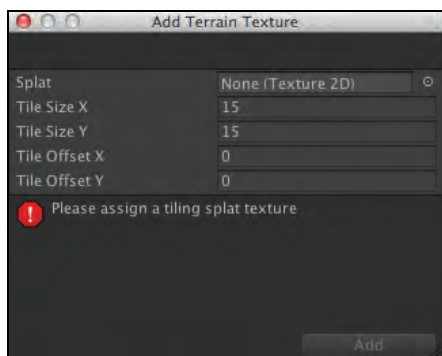 Add Terrain Texture
Splat None (Texture 2D)
Tile Size X 15
Tile Size Y 15
Tile Offset X 0
Tile Offset Y 0
Please assign a tiling splat texture
Add